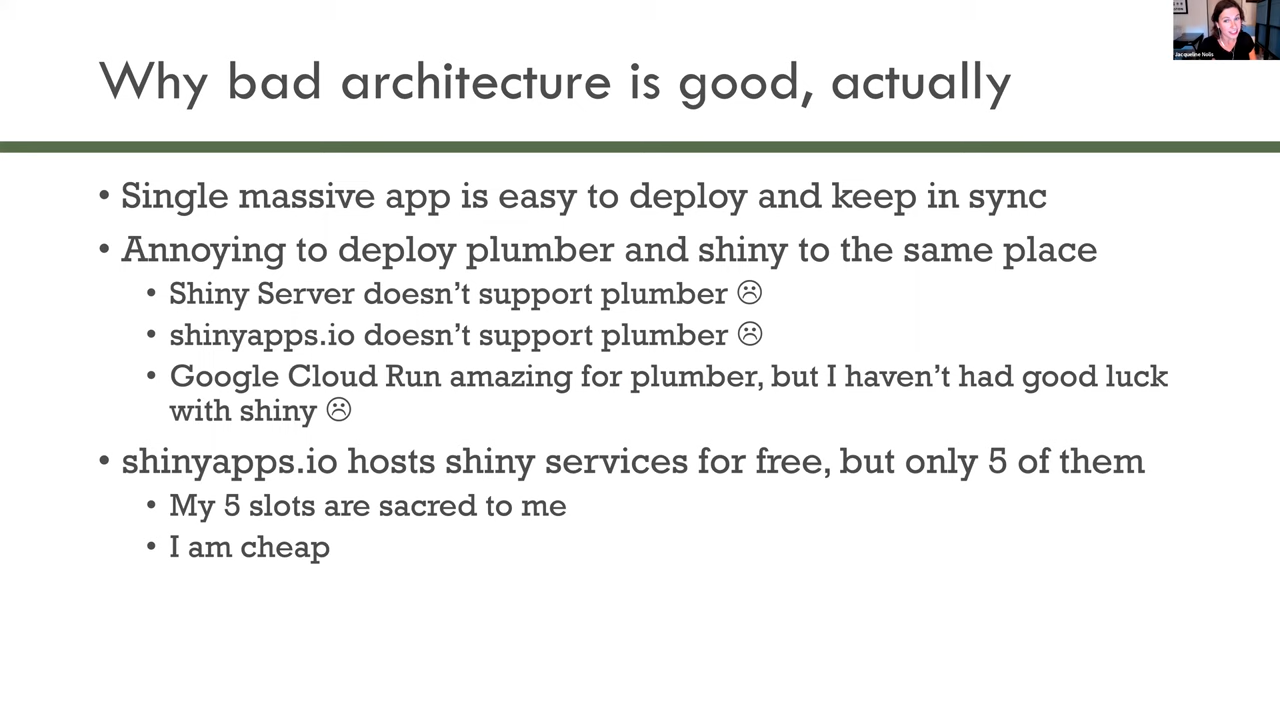 Why bad architecture is good, actually
Jacqueline Nolis
• Single massive app is easy to deploy and keep in sync
• Annoying to deploy plumber and shiny to the same place
• Shiny Server doesn’t support plumber ☹
• shinyapps.io doesn’t support plumber ☹
• Google Cloud Run amazing for plumber, but I haven’t had good luck
with shiny ☹
• shinyapps.io hosts shiny services for free, but only 5 of them
• My 5 slots are sacred to me
• I am cheap